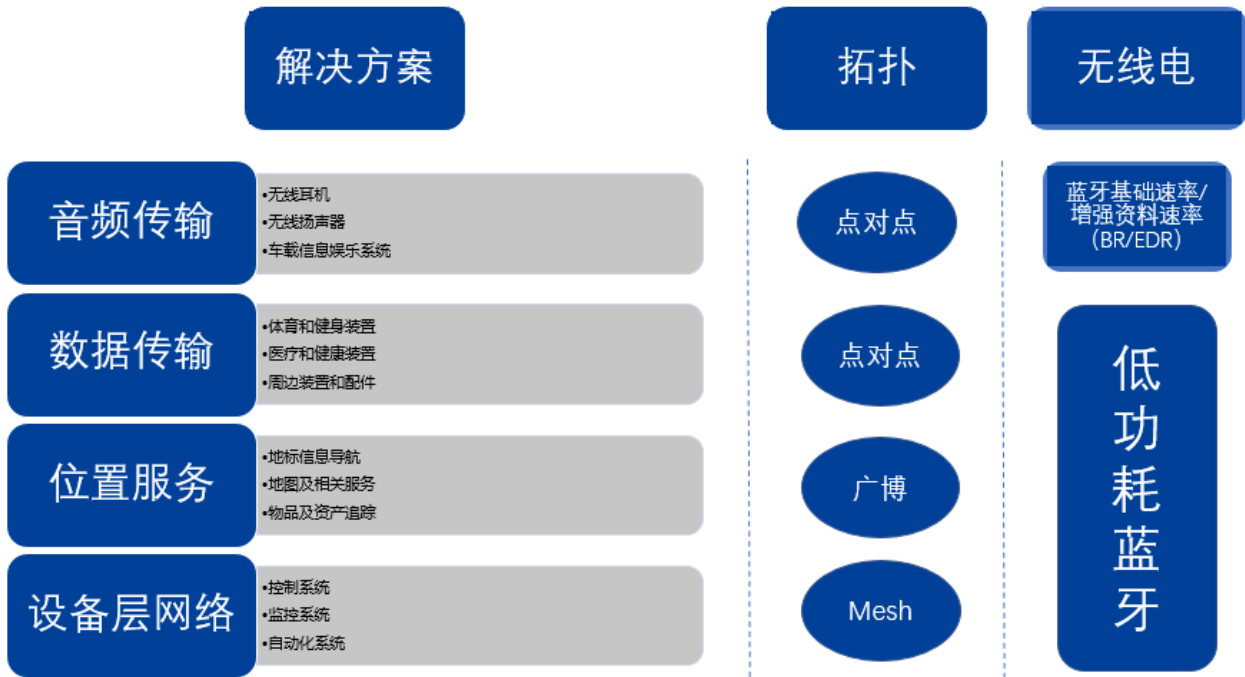 解决方案
拓扑
无线电
音频传输
•无线耳机
•无线扬声器
•车载信息娱乐系统
点对点
蓝牙基础速率/
增强资料速率
（BR/EDR）
数据传输
•体育和健身装置
•医疗和健康装置
•周边装置和配件
点对点
低
功
耗
蓝
牙
位置服务
•地标信息导航
•地图及相关服务
•物品及资产追踪
广博
设备层网络
•控制系统
•监控系统
•自动化系统
Mesh